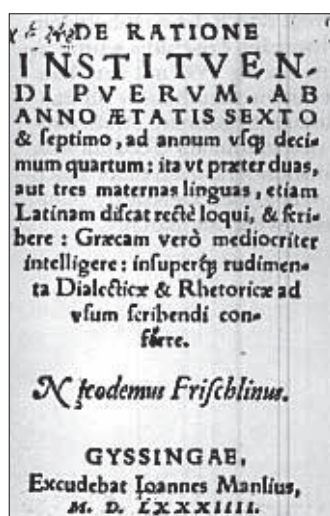 DE RATIONE
INSTITVEN-
DI PVERVM, AB
ANNO ÆTATIS SEXTO
& ſeptimo, ad annum vſq; deci-
mum quartum: ita vt præter duas,
aut tres maternas linguas, etiam
Latinam diſcat rectè loqui, & ſcri-
bere: Græcam verò mediocriter
intelligere: inſuperq́; rudimen-
ta Dialecticæ & Rhetoricæ ad
vſum ſcribendi con-
ferre.
Nicodemus Friſchlinus.
GYSSINGAE,
Excudebat Ioannes Manlius,
M. D. LXXXIIII.